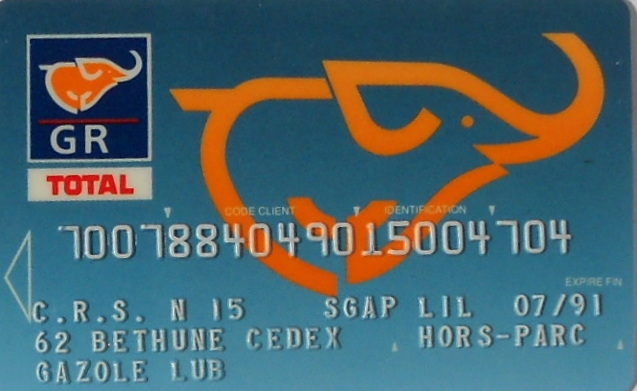 GR
TOTAL
CODE CLIENT IDENTIFICATION
7007884049015004704
EXPIRE FIN
C.R.S. N 15 SGAP LIL 07/91
62 BETHUNE CEDEX HORS-PARC
GAZOLE LUB